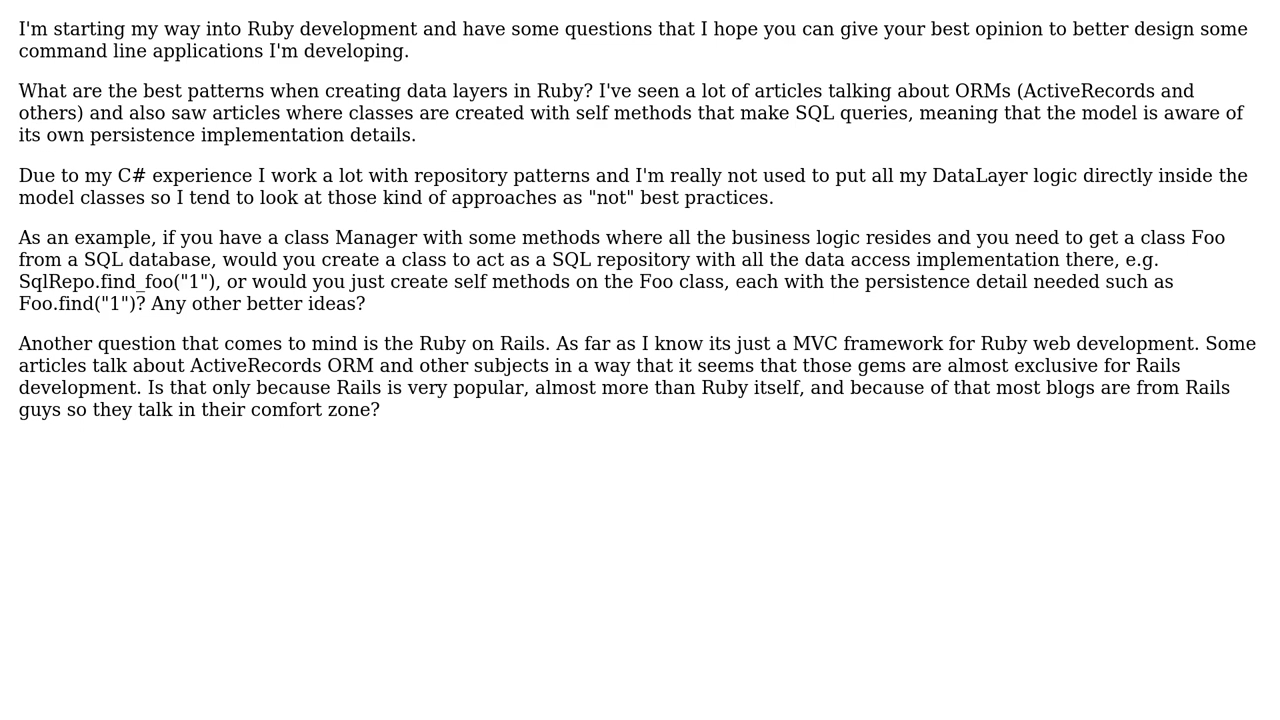 I'm starting my way into Ruby development and have some questions that I hope you can give your best opinion to better design some
command line applications I'm developing.
What are the best patterns when creating data layers in Ruby? I've seen a lot of articles talking about ORMs (ActiveRecords and
others) and also saw articles where classes are created with self methods that make SQL queries, meaning that the model is aware of
its own persistence implementation details.
Due to my C# experience I work a lot with repository patterns and I'm really not used to put all my DataLayer logic directly inside the
model classes so I tend to look at those kind of approaches as "not" best practices.
As an example, if you have a class Manager with some methods where all the business logic resides and you need to get a class Foo
from a SQL database, would you create a class to act as a SQL repository with all the data access implementation there, e.g.
SqlRepo.find_foo("1"), or would you just create self methods on the Foo class, each with the persistence detail needed such as
Foo.find("1")? Any other better ideas?
Another question that comes to mind is the Ruby on Rails. As far as I know its just a MVC framework for Ruby web development. Some
articles talk about ActiveRecords ORM and other subjects in a way that it seems that those gems are almost exclusive for Rails
development. Is that only because Rails is very popular, almost more than Ruby itself, and because of that most blogs are from Rails
guys so they talk in their comfort zone?